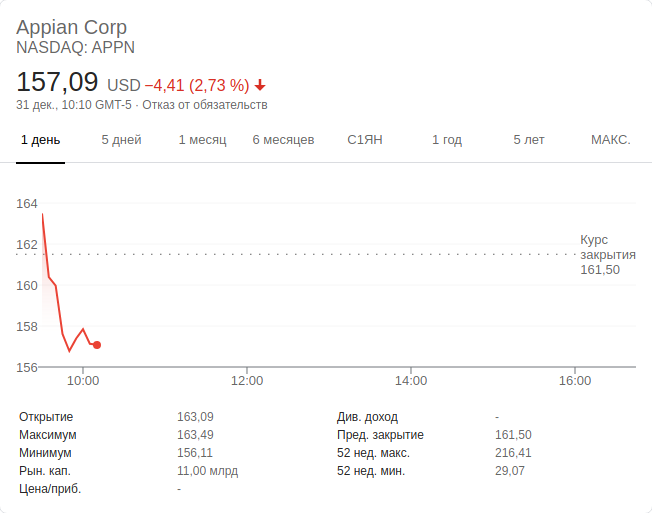 Appian Corp
NASDAQ: APPN
157,09 USD −4,41 (2,73 %)
31 дек., 10:10 GMT-5 · Отказ от обязательств
1 день 5 дней 1 месяц 6 месяцев С1ЯН 1 год 5 лет МАКС.
164
162
160
158
156
Курс
закрытия
161,50
10:00 12:00 14:00 16:00
Открытие 163,09 Див. доход -
Максимум 163,49 Пред. закрытие 161,50
Минимум 156,11 52 нед. макс. 216,41
Рын. кап. 11,00 млрд 52 нед. мин. 29,07
Цена/приб. -